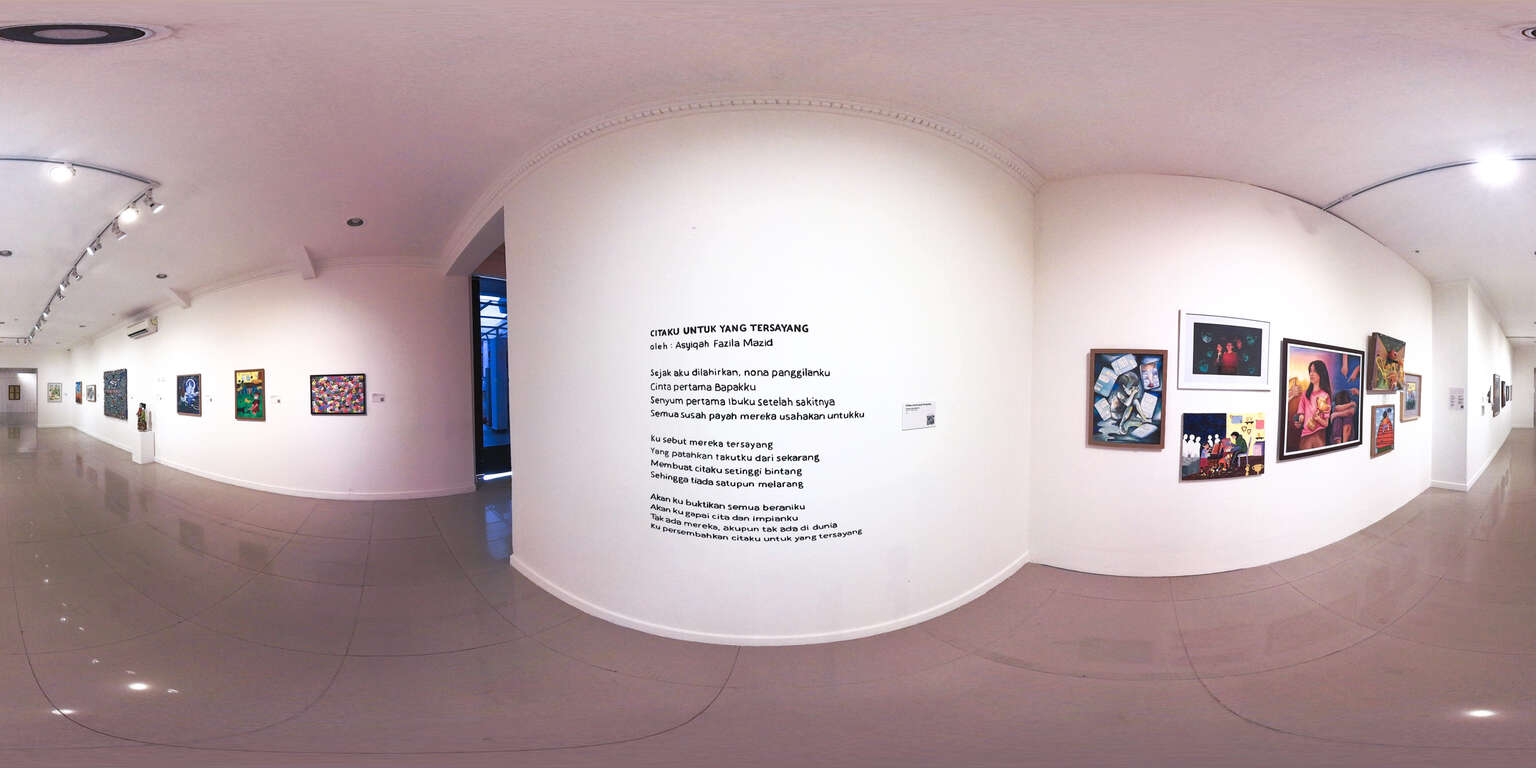 CITAKU UNTUK YANG TERSAYANG
oleh : Asyiqah Fazila Mazid
Sejak aku dilahirkan, nona panggilanku
Cinta pertama Bapakku
Senyum pertama Ibuku setelah sakitnya
Semua susah payah mereka usahakan untukku
Ku sebut mereka tersayang
Yang patahkan takutku dari sekarang
Membuat citaku setinggi bintang
Sehingga tiada satupun melarang
Akan ku buktikan semua beraniku
Akan ku gapai cita dan impianku
Tak ada mereka, akupun tak ada di dunia
Ku persembahkan citaku untuk yang tersayang